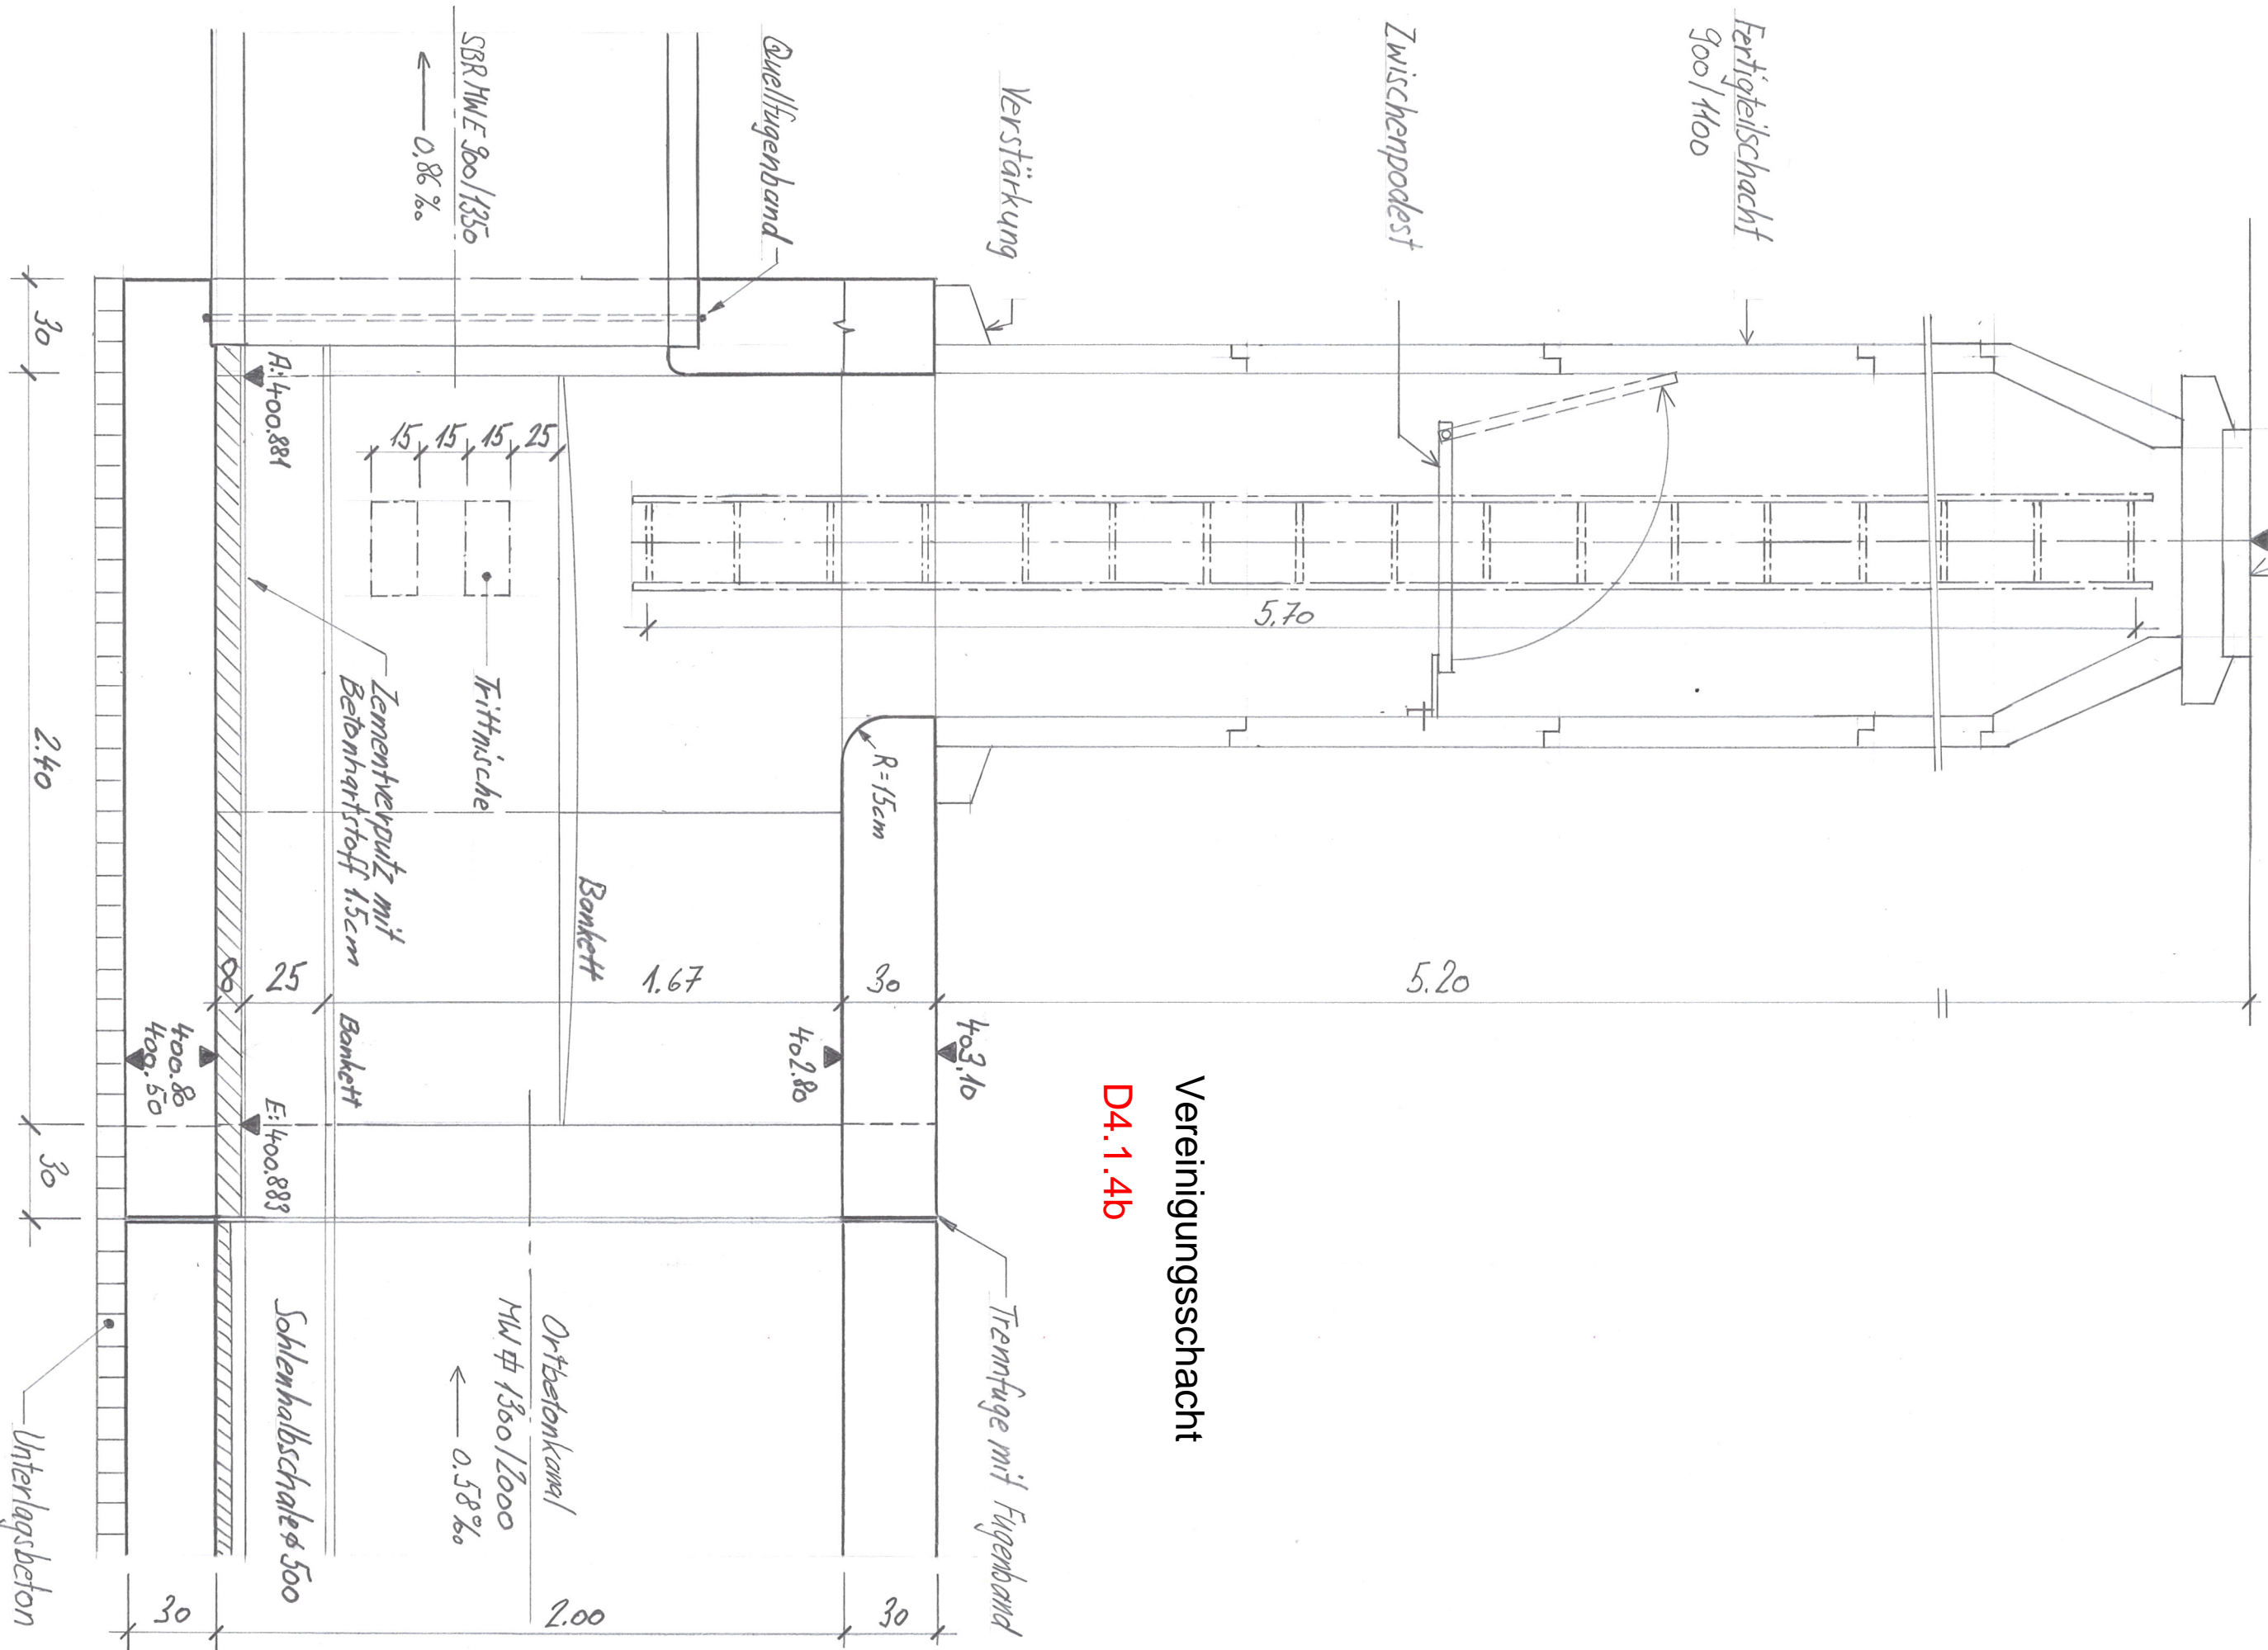 Fertigteilschacht
900/1100
Zwischenpodest
Verstärkung
Quellfugenband
SBR MWE 900/1350
0.86 ‰
5.70
R=15cm
5.20
Vereinigungsschacht
D4.1.4b
403.10
402.80
30
1.67
25
8
Bankett
Bankett
25
15
15
15
Trittnische
Zementverputz mit
Betonhartstoff 1.5cm
A: 400.881
E: 400.883
400.80
400.50
Trennfuge mit Fugenband
Ortbetonkanal
MW 1300/2000
0.58 ‰
Sohlenhalbschale ø 500
Unterlagsbeton
30
2.00
30
30
2.40
30